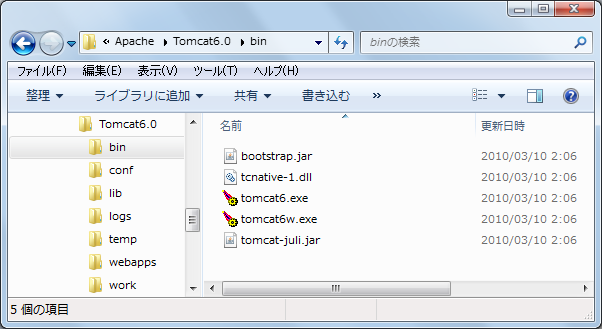 « Apache ▸ Tomcat6.0 ▸ bin
binの検索
ファイル(F) 編集(E) 表示(V) ツール(T) ヘルプ(H)
整理 ライブラリに追加 共有 書き込む »
Tomcat6.0
bin
conf
lib
logs
temp
webapps
work
名前 更新日時
bootstrap.jar 2010/03/10 2:06
tcnative-1.dll 2010/03/10 2:06
tomcat6.exe 2010/03/10 2:06
tomcat6w.exe 2010/03/10 2:06
tomcat-juli.jar 2010/03/10 2:06
5 個の項目